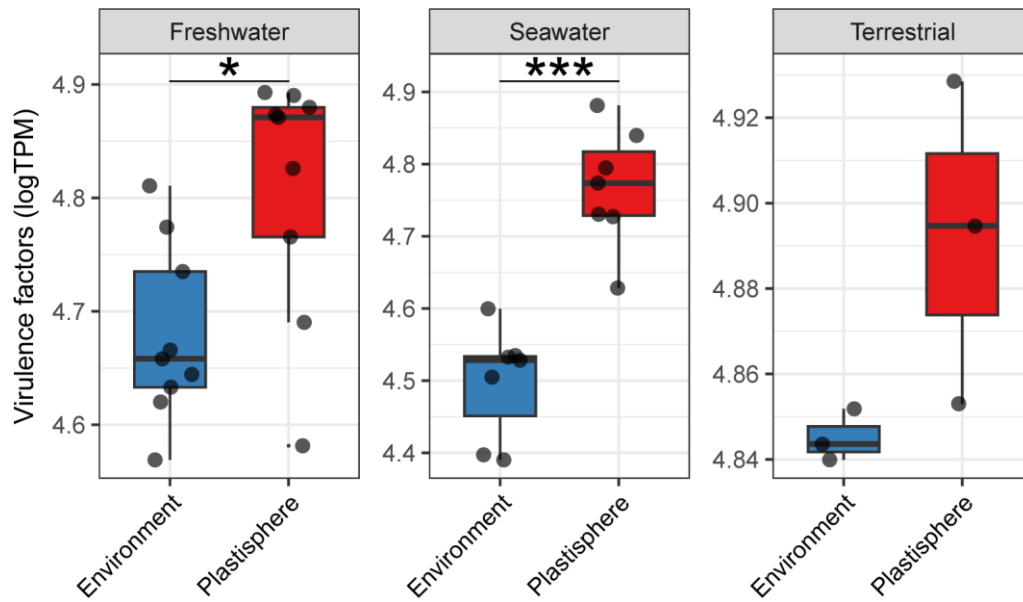 Freshwater
Seawater
Terrestrial
Virulence factors (logTPM)
4.9
4.8
4.7
4.6
*
Environment
Plastisphere
4.9
4.8
4.7
4.6
4.5
4.4
***
Environment
Plastisphere
4.92
4.90
4.88
4.86
4.84
Environment
Plastisphere